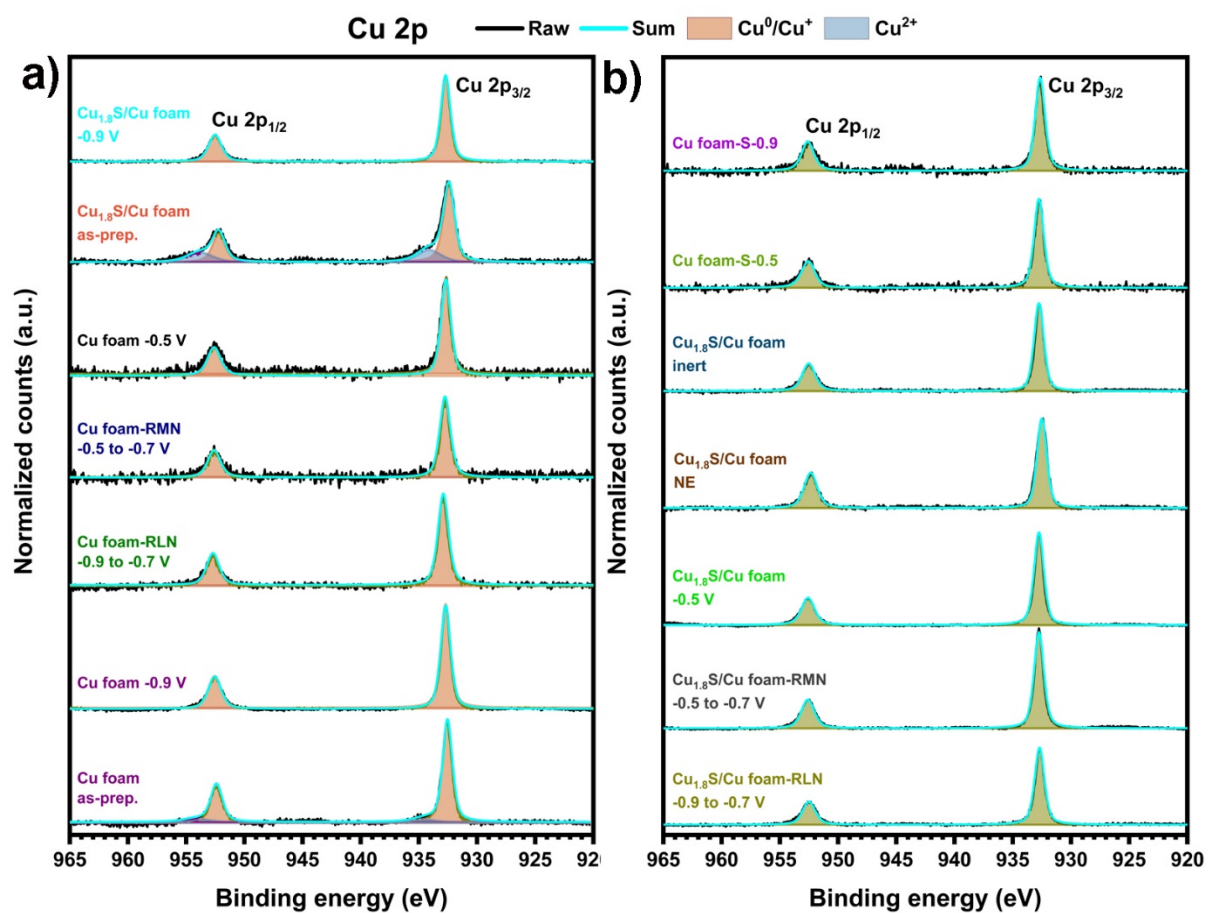 Cu 2p
Raw
Sum
Cu⁰/Cu⁺
Cu²⁺
a)
Cu 2p₃/₂
Cu 2p₁/₂
Cu₁.₈S/Cu foam
-0.9 V
Cu₁.₈S/Cu foam
as-prep.
Cu foam -0.5 V
Cu foam-RMN
-0.5 to -0.7 V
Cu foam-RLN
-0.9 to -0.7 V
Cu foam -0.9 V
Cu foam
as-prep.
Normalized counts (a.u.)
965 960 955 950 945 940 935 930 925 920
Binding energy (eV)
b)
Cu 2p₃/₂
Cu 2p₁/₂
Cu foam-S-0.9
Cu foam-S-0.5
Cu₁.₈S/Cu foam
inert
Cu₁.₈S/Cu foam
NE
Cu₁.₈S/Cu foam
-0.5 V
Cu₁.₈S/Cu foam-RMN
-0.5 to -0.7 V
Cu₁.₈S/Cu foam-RLN
-0.9 to -0.7 V
Normalized counts (a.u.)
965 960 955 950 945 940 935 930 925 920
Binding energy (eV)